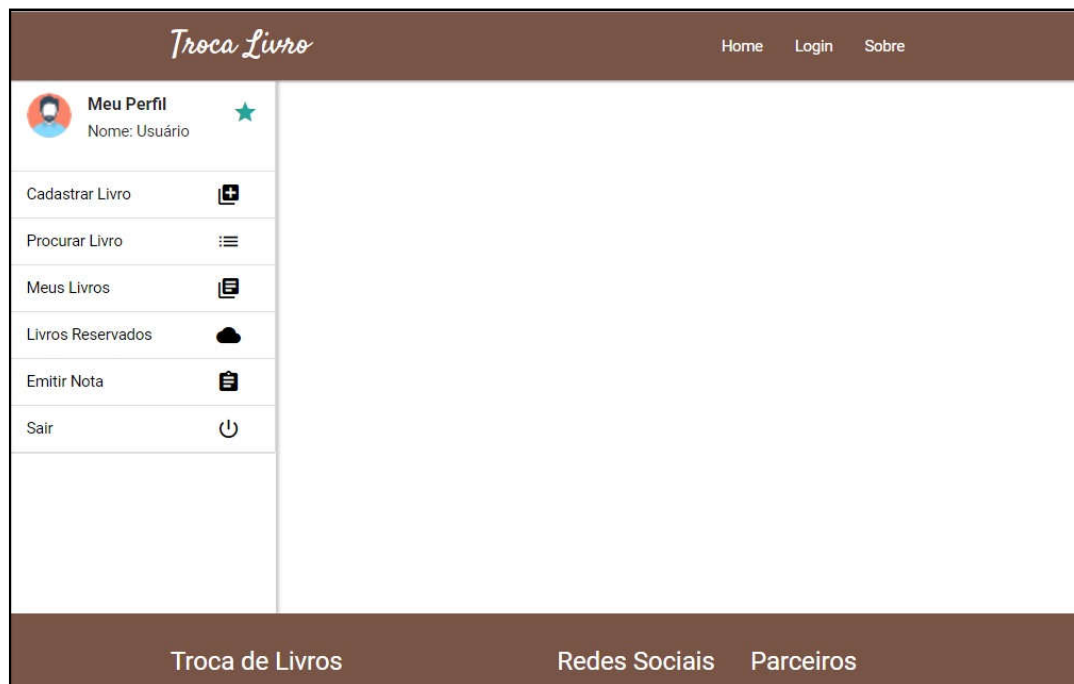 Troca Livro
Home Login Sobre
Meu Perfil
Nome: Usuário
Cadastrar Livro
Procurar Livro
Meus Livros
Livros Reservados
Emitir Nota
Sair
Troca de Livros
Redes Sociais
Parceiros